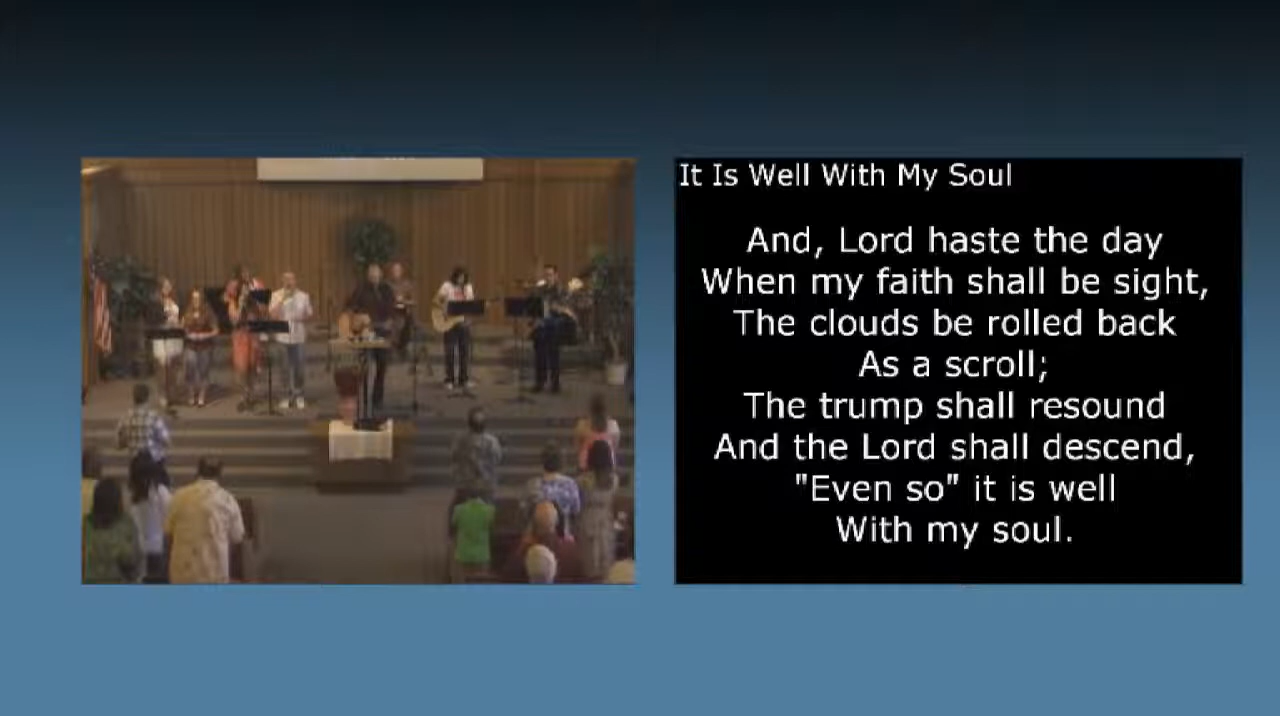 It Is Well With My Soul
And, Lord haste the day
When my faith shall be sight,
The clouds be rolled back
As a scroll;
The trump shall resound
And the Lord shall descend,
"Even so" it is well
With my soul.